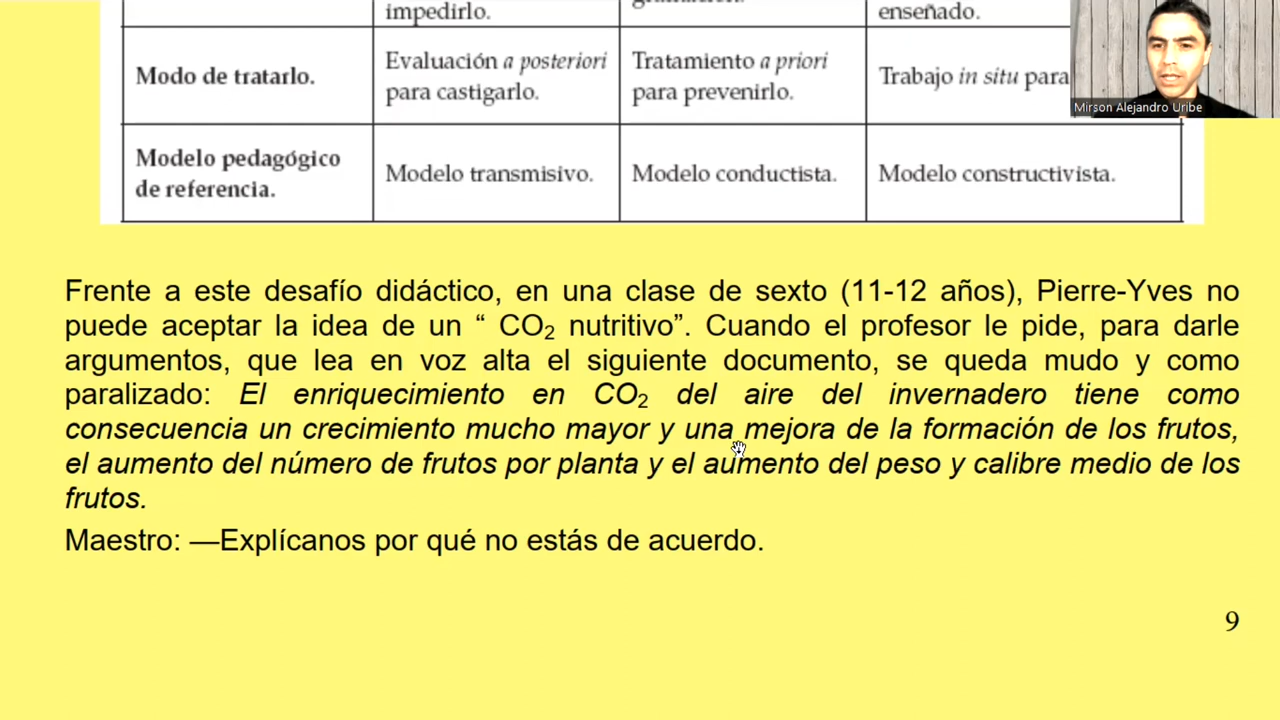 impedirlo.
enseñado.
Modo de tratarlo.
Evaluación a posteriori
para castigarlo.
Tratamiento a priori
para prevenirlo.
Trabajo in situ para
Mirson Alejandro Uribe
Modelo pedagógico
de referencia.
Modelo transmisivo.
Modelo conductista.
Modelo constructivista.
Frente a este desafío didáctico, en una clase de sexto (11-12 años), Pierre-Yves no
puede aceptar la idea de un “ CO₂ nutritivo”. Cuando el profesor le pide, para darle
argumentos, que lea en voz alta el siguiente documento, se queda mudo y como
paralizado: El enriquecimiento en CO₂ del aire del invernadero tiene como
consecuencia un crecimiento mucho mayor y una mejora de la formación de los frutos,
el aumento del número de frutos por planta y el aumento del peso y calibre medio de los
frutos.
Maestro: —Explícanos por qué no estás de acuerdo.
9